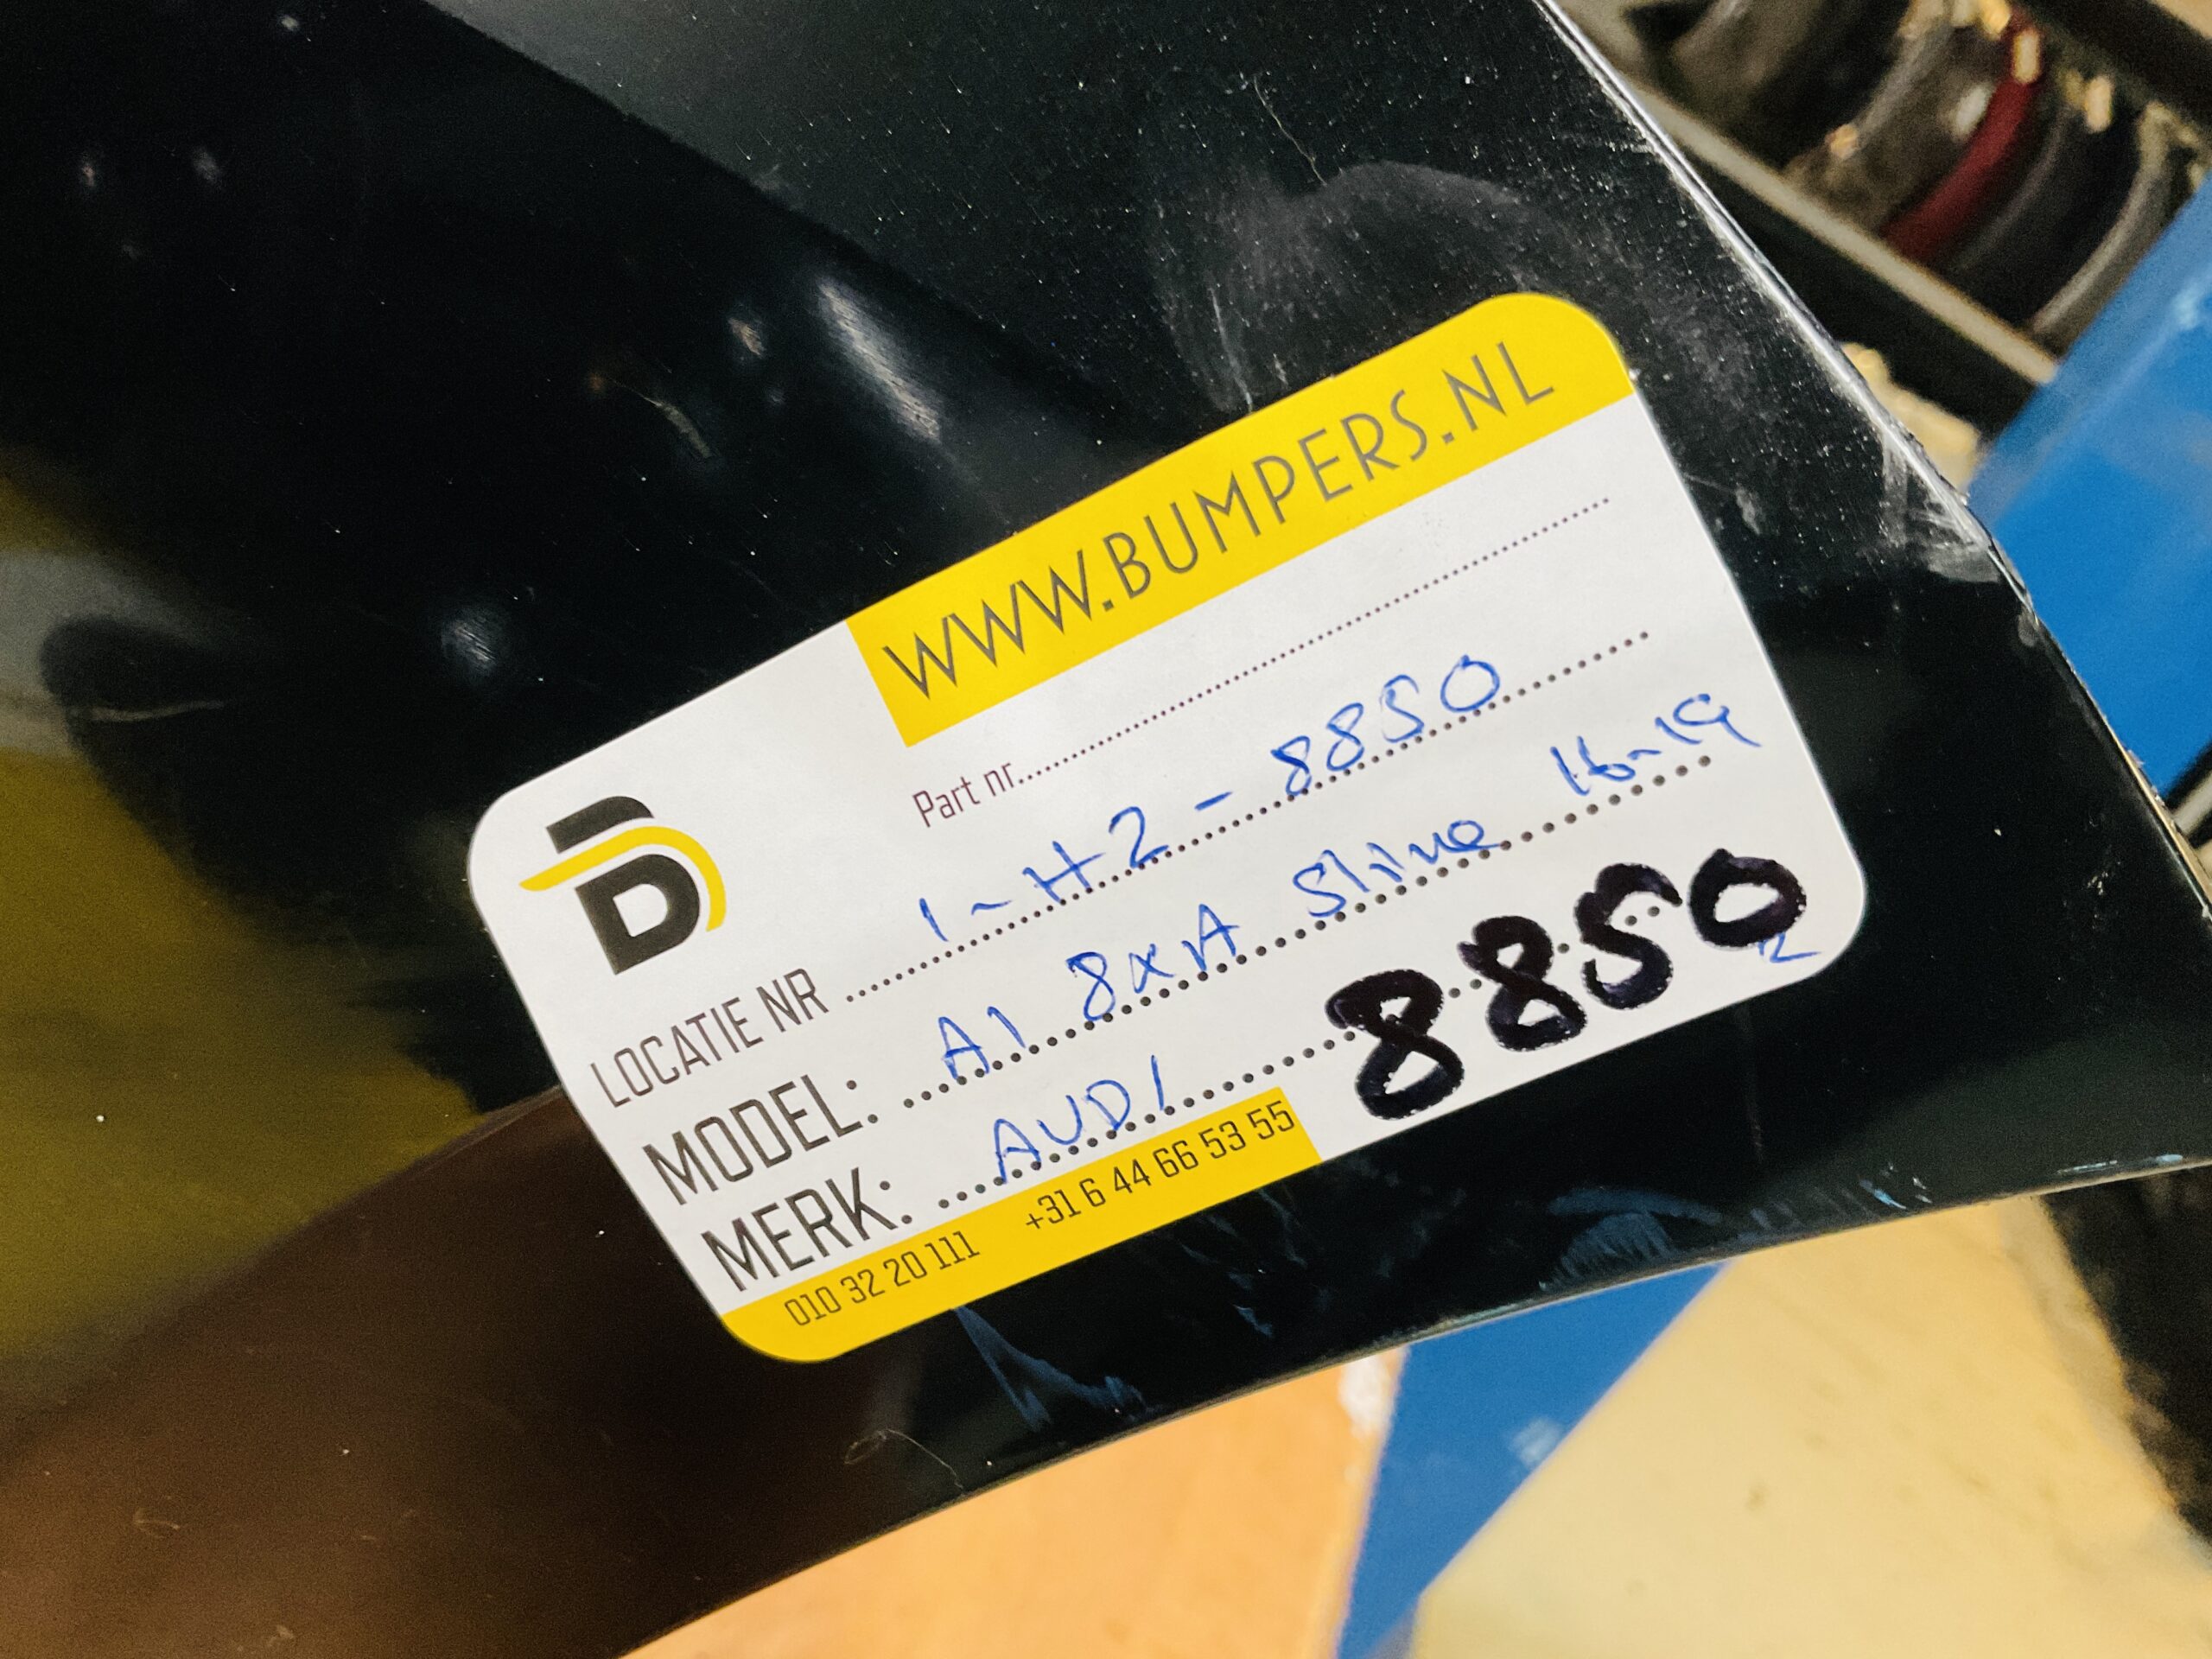 WWW.BUMPERS.NL
Part nr.
LOCATIE NR 1-H2-8850
MODEL: A1 8XA Sline 16-19
MERK: AUDI 8850
010 32 20 111 +31 6 44 66 53 55